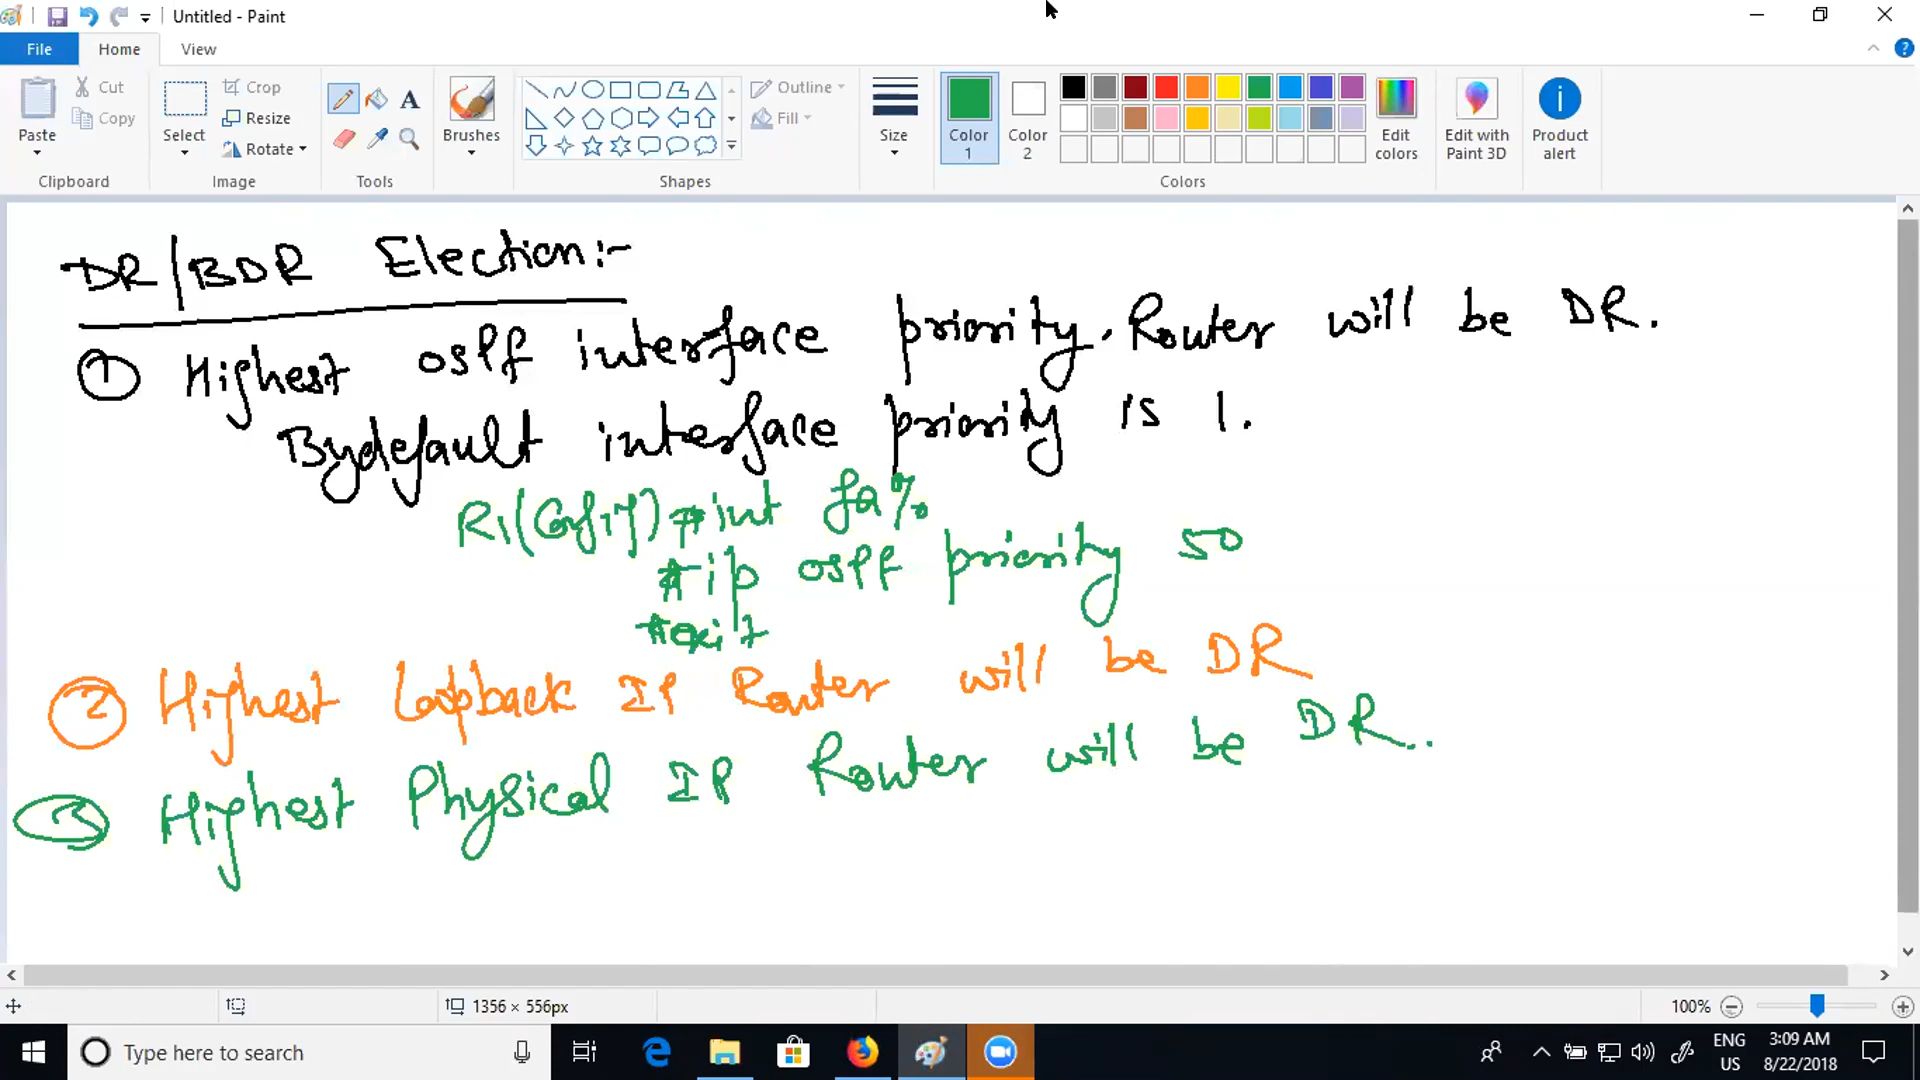 Untitled - Paint
File Home View
Paste Cut Copy Clipboard
Select Crop Resize Rotate Image
A Tools
Brushes
Outline Fill Shapes
Size
Color 1 Color 2 Edit colors Colors
Edit with Paint 3D
Product alert
DR/BDR Election:-
① Highest ospf interface priority. Router will be DR.
Bydefault interface priority is 1.
R1(Config)#int fa0/0
#ip ospf priority 50
#exit
② Highest Loopback IP Router will be DR
③ Highest Physical IP Router will be DR..
1356 × 556px 100%
Type here to search ENG US 3:09 AM 8/22/2018